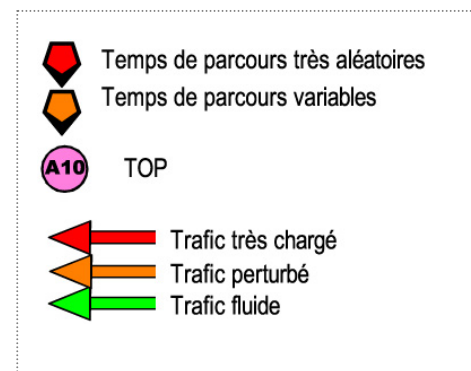 Temps de parcours très aléatoires
Temps de parcours variables
A10 TOP
Trafic très chargé
Trafic perturbé
Trafic fluide